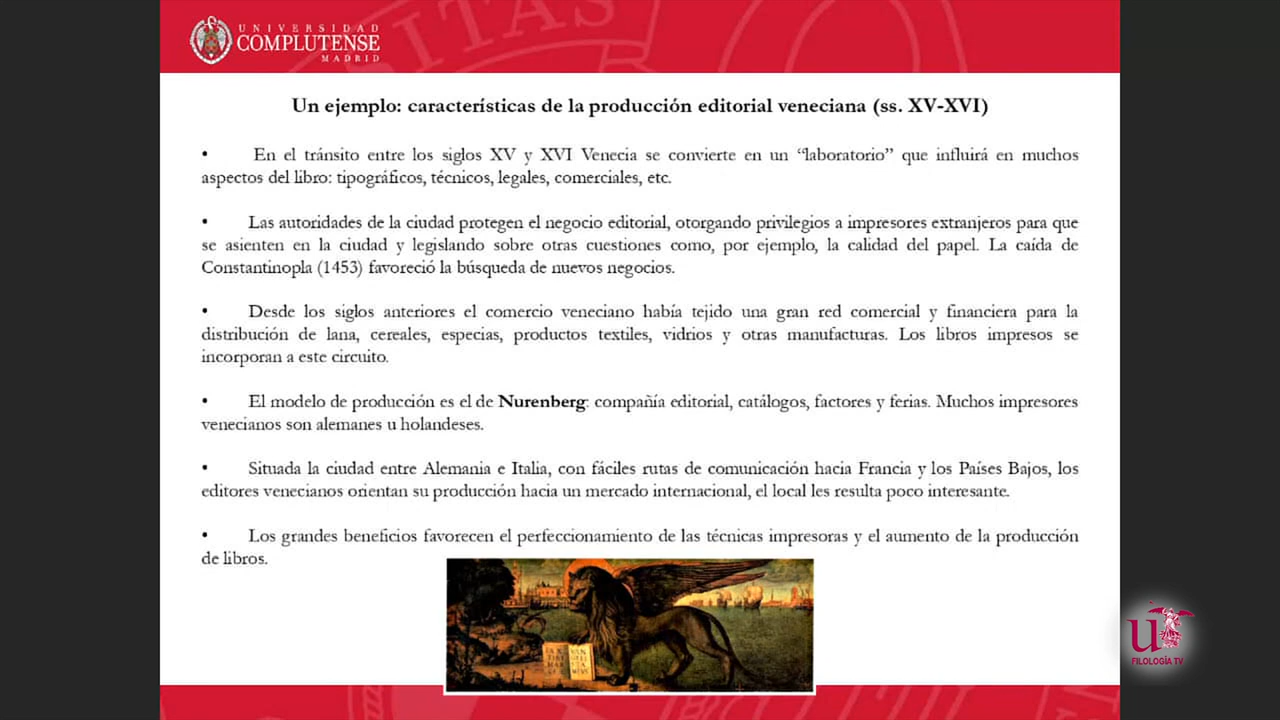 UNIVERSIDAD
COMPLUTENSE
MADRID
Un ejemplo: características de la producción editorial veneciana (ss. XV-XVI)
• En el tránsito entre los siglos XV y XVI Venecia se convierte en un “laboratorio” que influirá en muchos
aspectos del libro: tipográficos, técnicos, legales, comerciales, etc.
• Las autoridades de la ciudad protegen el negocio editorial, otorgando privilegios a impresores extranjeros para que
se asienten en la ciudad y legislando sobre otras cuestiones como, por ejemplo, la calidad del papel. La caída de
Constantinopla (1453) favoreció la búsqueda de nuevos negocios.
• Desde los siglos anteriores el comercio veneciano había tejido una gran red comercial y financiera para la
distribución de lana, cereales, especias, productos textiles, vidrios y otras manufacturas. Los libros impresos se
incorporan a este circuito.
• El modelo de producción es el de Nurenberg: compañía editorial, catálogos, factores y ferias. Muchos impresores
venecianos son alemanes u holandeses.
• Situada la ciudad entre Alemania e Italia, con fáciles rutas de comunicación hacia Francia y los Países Bajos, los
editores venecianos orientan su producción hacia un mercado internacional, el local les resulta poco interesante.
• Los grandes beneficios favorecen el perfeccionamiento de las técnicas impresoras y el aumento de la producción
de libros.
u
FILOLOGÍA TV